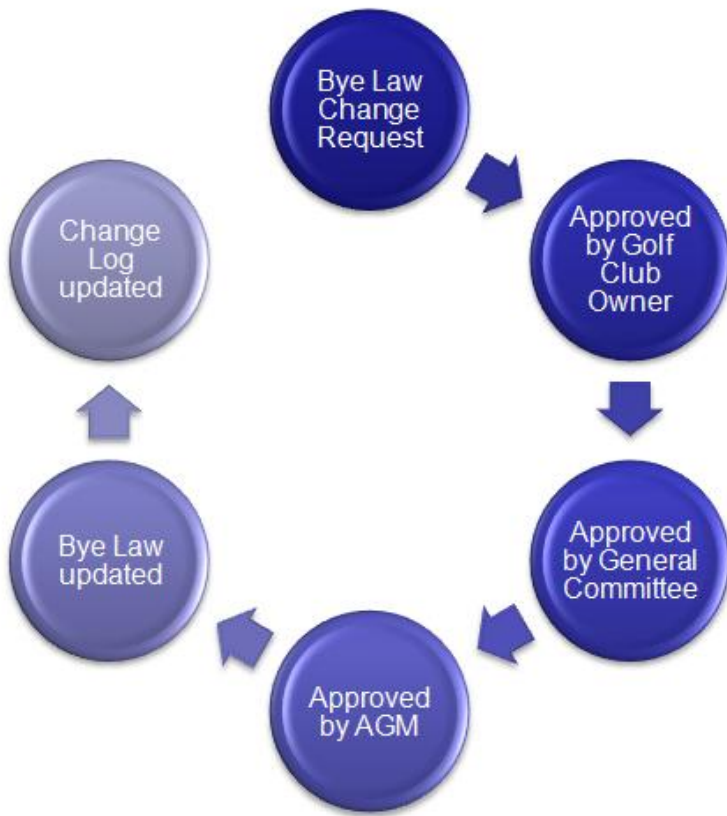 Bye Law
Change
Request
Approved
by Golf
Club
Owner
Approved
by General
Committee
Approved
by AGM
Bye Law
updated
Change
Log
updated